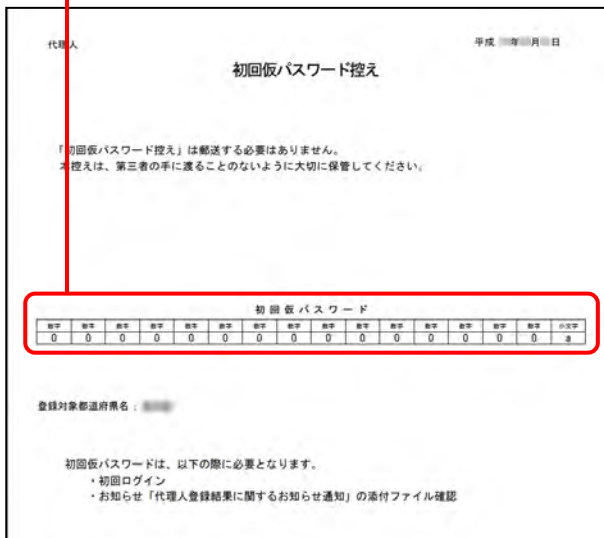 代理人
平成 年 月 日
初回仮パスワード控え
「初回仮パスワード控え」は郵送する必要はありません。
本控えは、第三者の手に渡ることのないように大切に保管してください。
初回仮パスワード
数字 数字 数字 数字 数字 数字 数字 数字 数字 数字 数字 数字 数字 数字 数字 小文字
0 0 0 0 0 0 0 0 0 0 0 0 0 0 0 a
登録対象都道府県名：
初回仮パスワードは、以下の際に必要となります。
・初回ログイン
・お知らせ「代理人登録結果に関するお知らせ通知」の添付ファイル確認